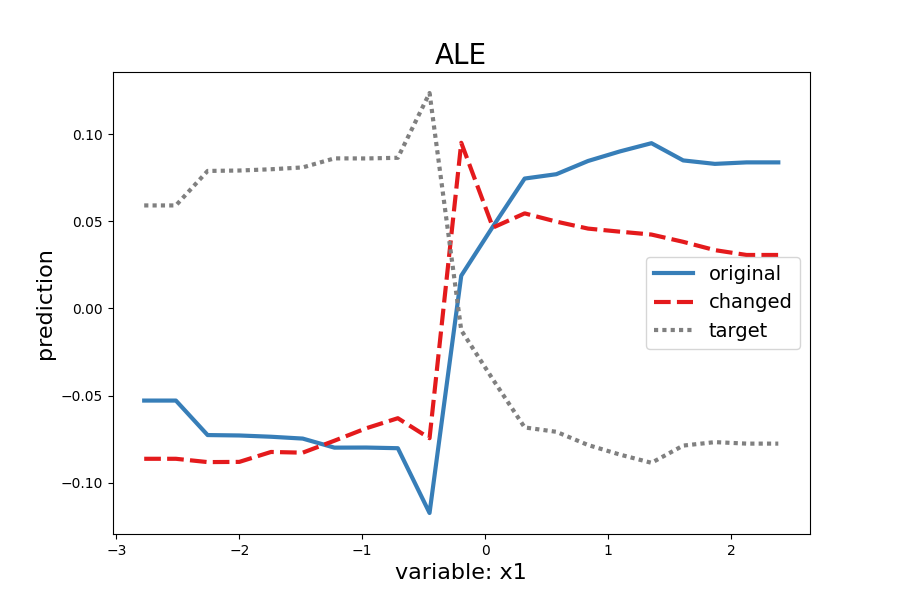 ALE
prediction
0.10
0.05
0.00
−0.05
−0.10
original
changed
target
−3
−2
−1
0
1
2
variable: x1